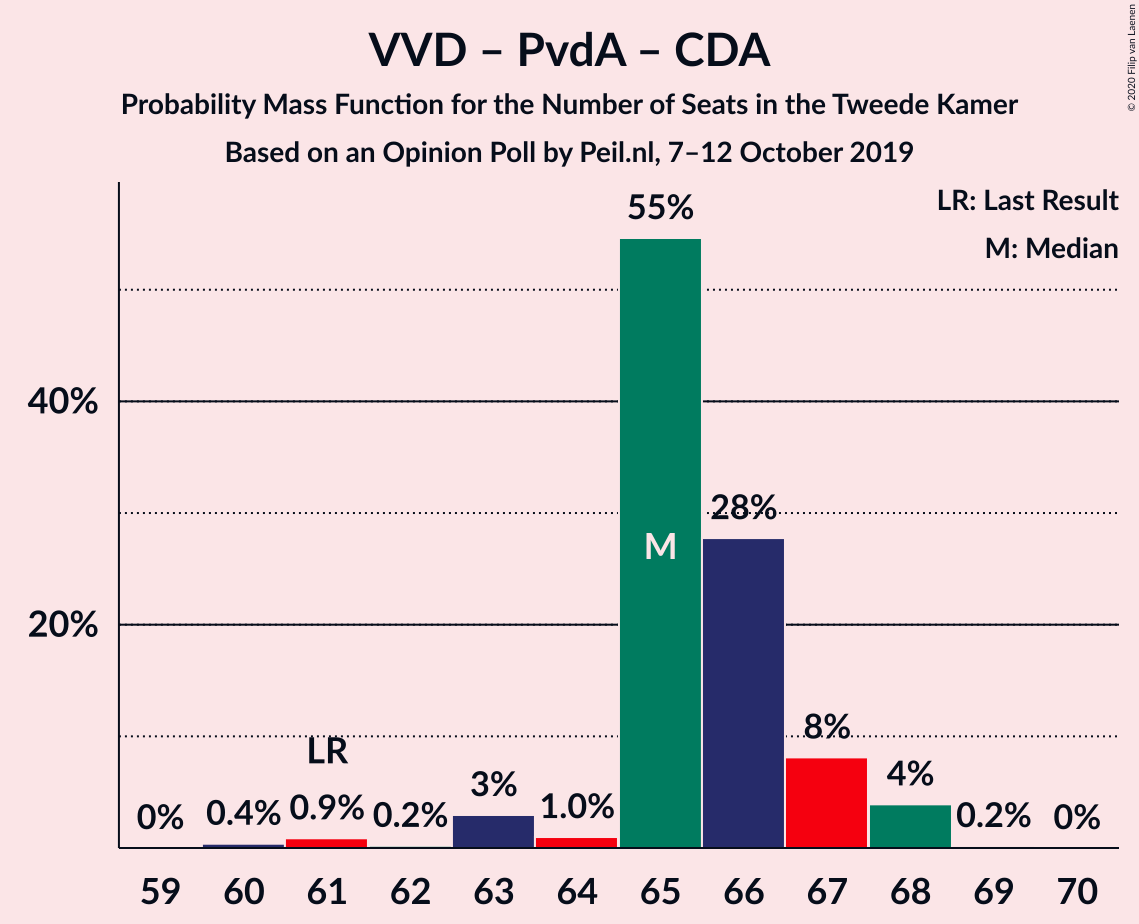 © 2020 Filip van Laenen
VVD – PvdA – CDA
Probability Mass Function for the Number of Seats in the Tweede Kamer
Based on an Opinion Poll by Peil.nl, 7–12 October 2019
LR: Last Result
M: Median
55%
40%
28%
M
20%
LR
8%
0%
0.4%
0.9%
0.2%
3%
1.0%
4%
0.2%
0%
59 60 61 62 63 64 65 66 67 68 69 70